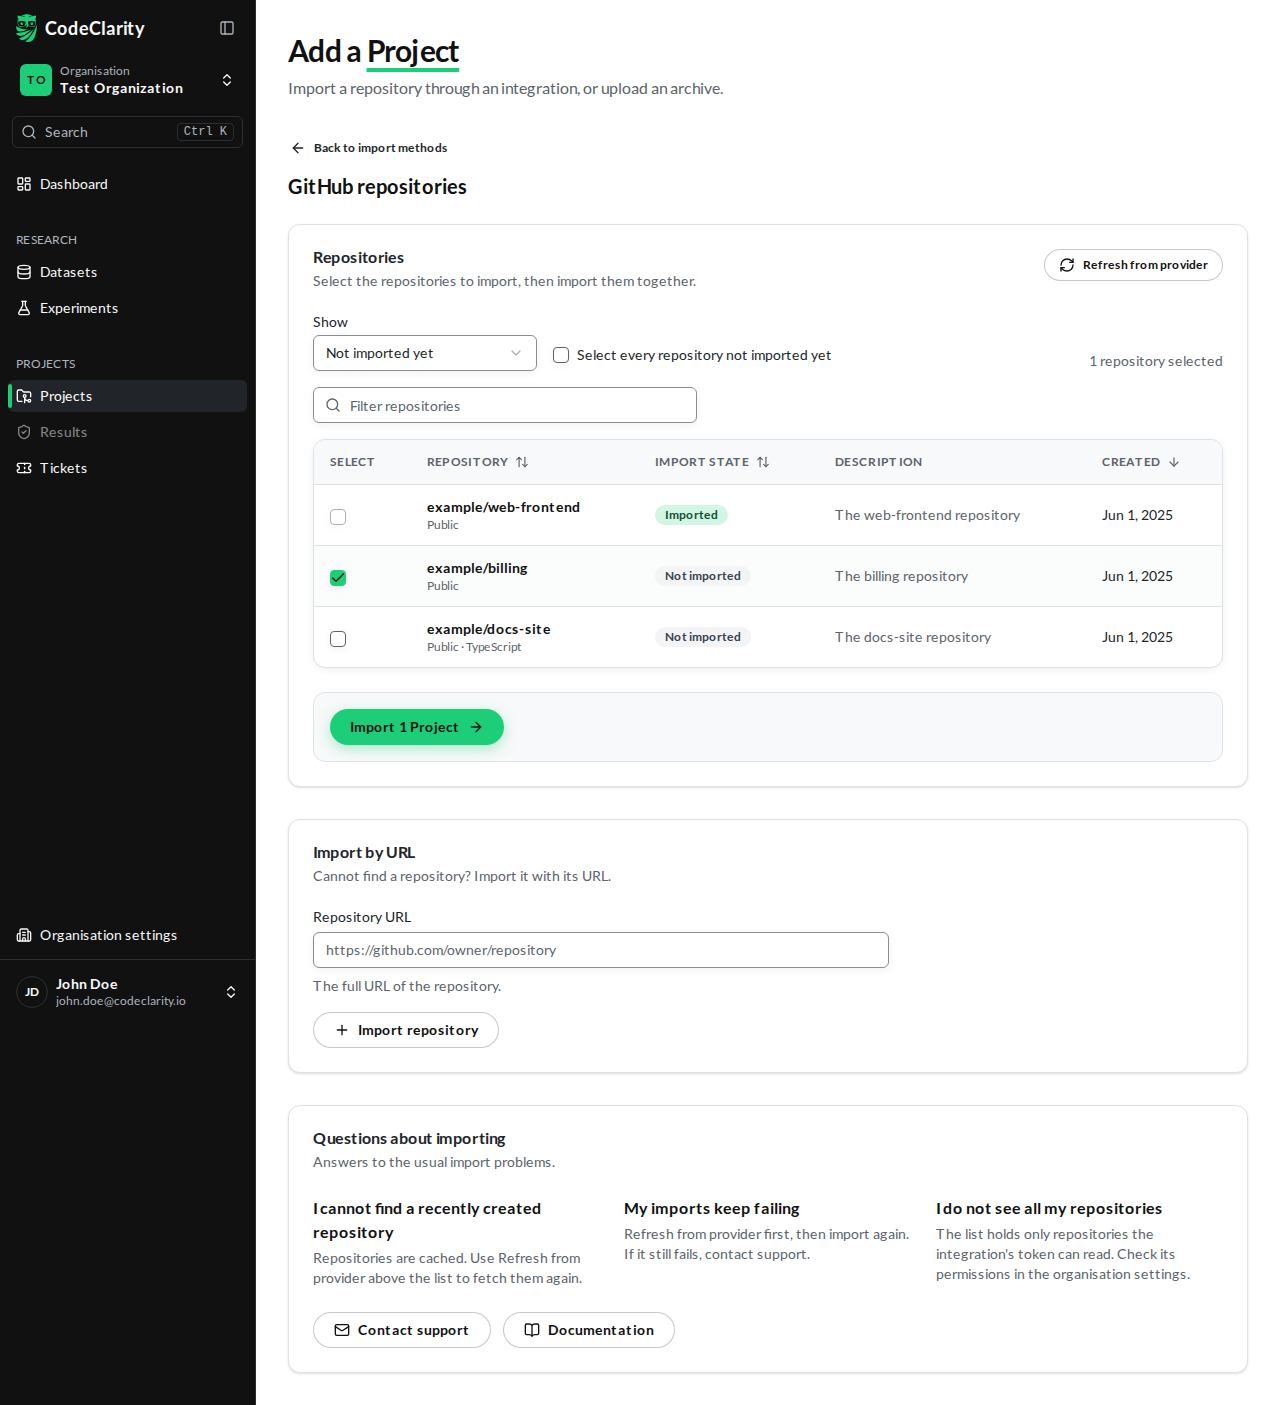 CodeClarity
TO
Organisation
Test Organization
Search
Ctrl K
Dashboard
RESEARCH
Datasets
Experiments
PROJECTS
Projects
Results
Tickets
Organisation settings
JD
John Doe
john.doe@codeclarity.io
Add a Project
Import a repository through an integration, or upload an archive.
Back to import methods
GitHub repositories
Repositories
Select the repositories to import, then import them together.
Refresh from provider
Show
Not imported yet
Select every repository not imported yet
1 repository selected
Filter repositories
SELECT REPOSITORY IMPORT STATE DESCRIPTION CREATED
example/web-frontend
Public
Imported
The web-frontend repository
Jun 1, 2025
example/billing
Public
Not imported
The billing repository
Jun 1, 2025
example/docs-site
Public · TypeScript
Not imported
The docs-site repository
Jun 1, 2025
Import 1 Project
Import by URL
Cannot find a repository? Import it with its URL.
Repository URL
https://github.com/owner/repository
The full URL of the repository.
Import repository
Questions about importing
Answers to the usual import problems.
I cannot find a recently created
repository
Repositories are cached. Use Refresh from
provider above the list to fetch them again.
My imports keep failing
Refresh from provider first, then import again.
If it still fails, contact support.
I do not see all my repositories
The list holds only repositories the
integration's token can read. Check its
permissions in the organisation settings.
Contact support
Documentation